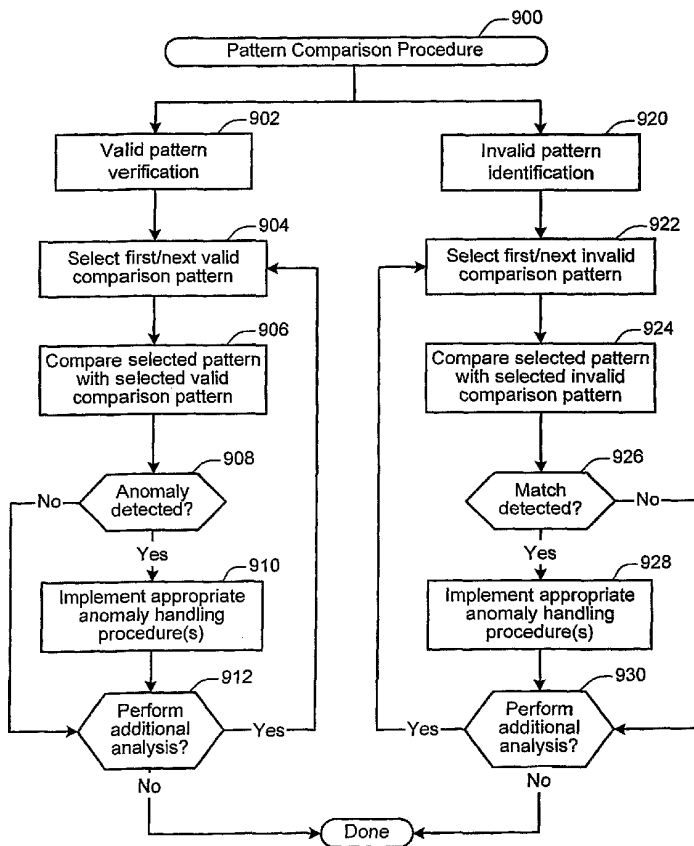 900
Pattern Comparison Procedure
902
Valid pattern
verification
904
Select first/next valid
comparison pattern
906
Compare selected pattern
with selected valid
comparison pattern
908
No
Anomaly
detected?
Yes
910
Implement appropriate
anomaly handling
procedure(s)
912
Perform
additional
analysis?
Yes
No
920
Invalid pattern
identification
922
Select first/next invalid
comparison pattern
924
Compare selected pattern
with selected invalid
comparison pattern
926
Match
detected?
No
Yes
928
Implement appropriate
anomaly handling
procedure(s)
930
Yes
Perform
additional
analysis?
No
Done